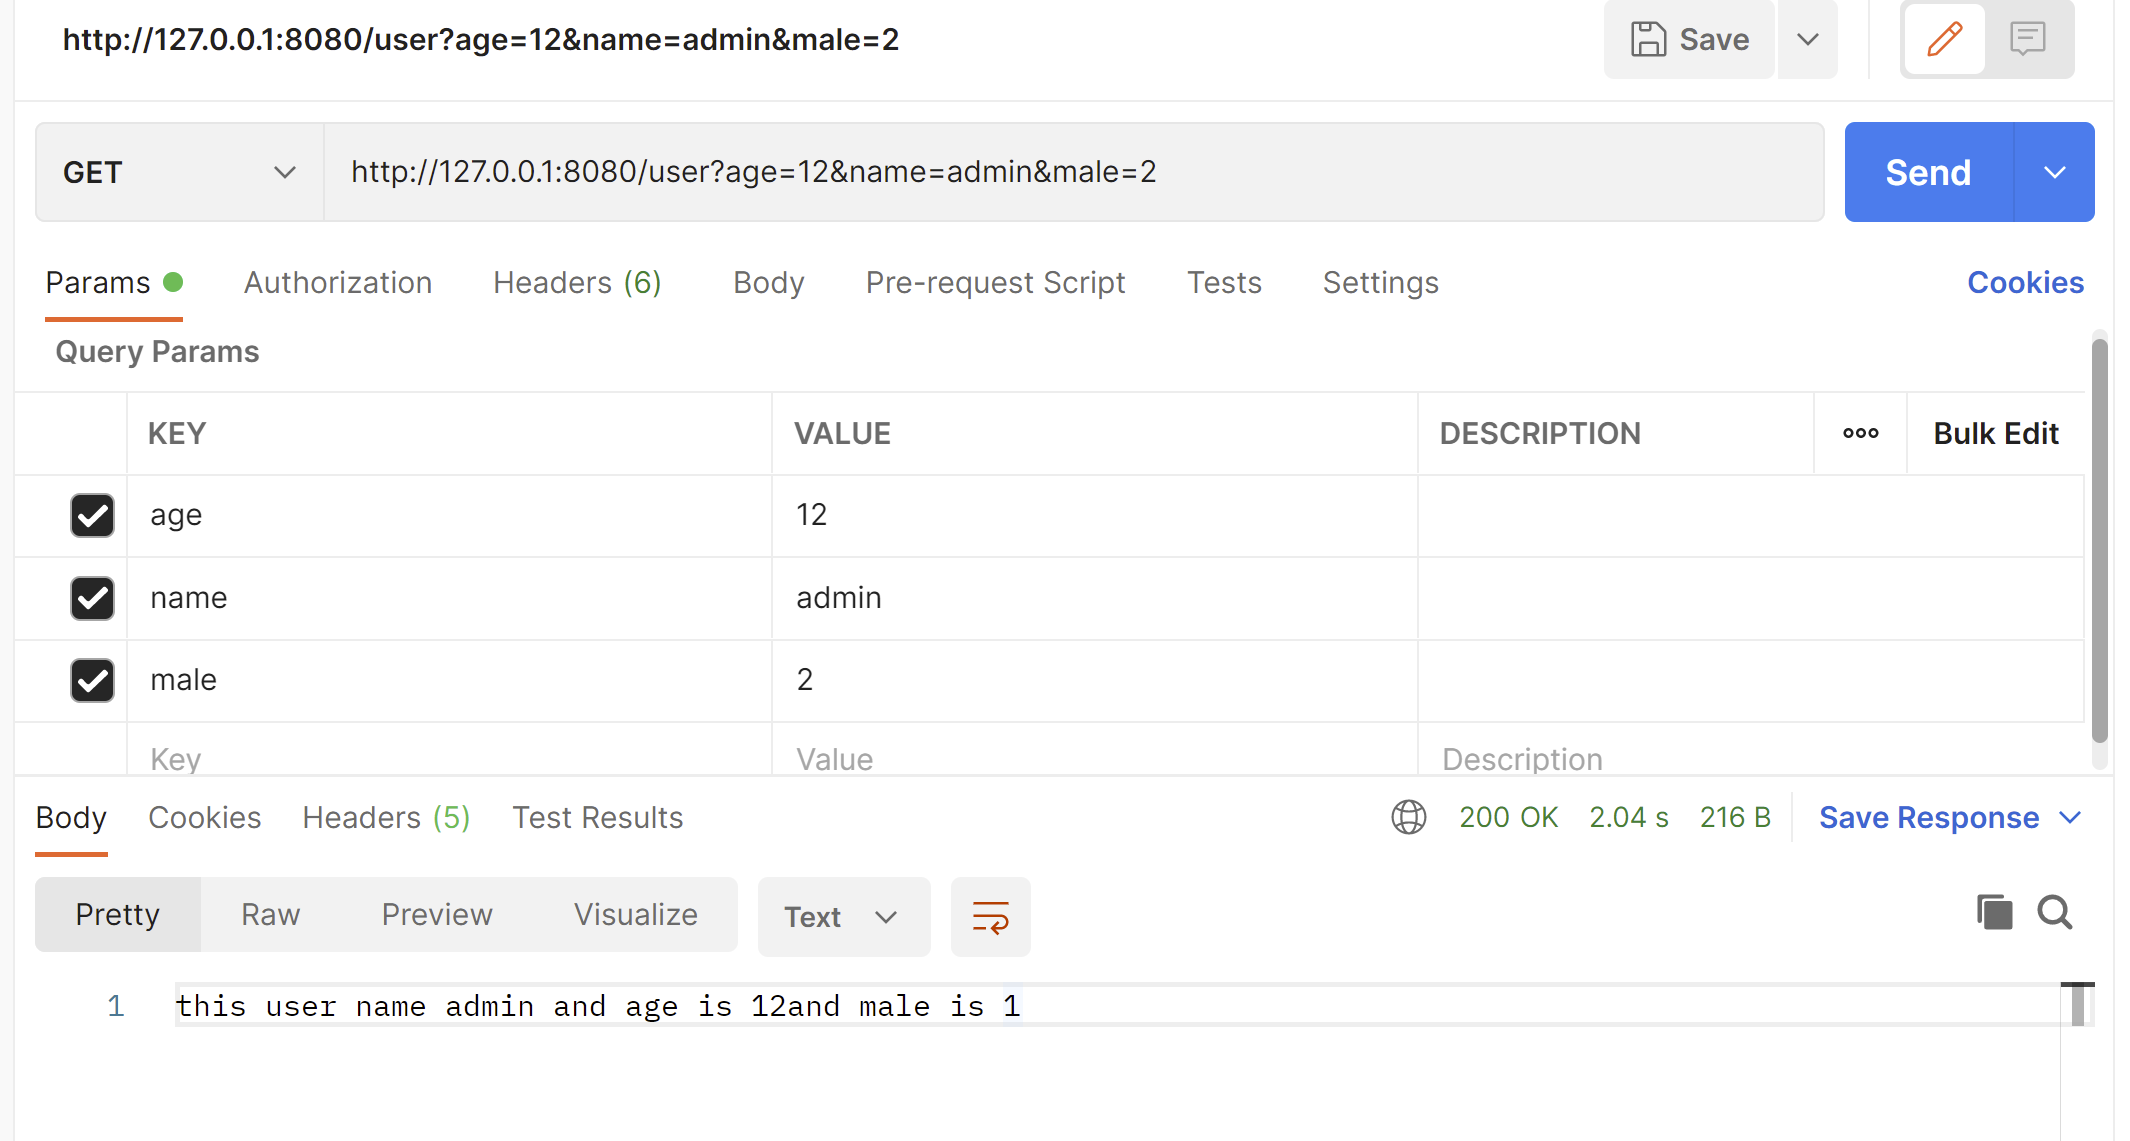 http://127.0.0.1:8080/user?age=12&name=admin&male=2
Save
GET
http://127.0.0.1:8080/user?age=12&name=admin&male=2
Send
Params Authorization Headers (6) Body Pre-request Script Tests Settings Cookies
Query Params
KEY VALUE DESCRIPTION Bulk Edit
age 12
name admin
male 2
Key Value Description
Body Cookies Headers (5) Test Results 200 OK 2.04 s 216 B Save Response
Pretty Raw Preview Visualize Text
1 this user name admin and age is 12and male is 1